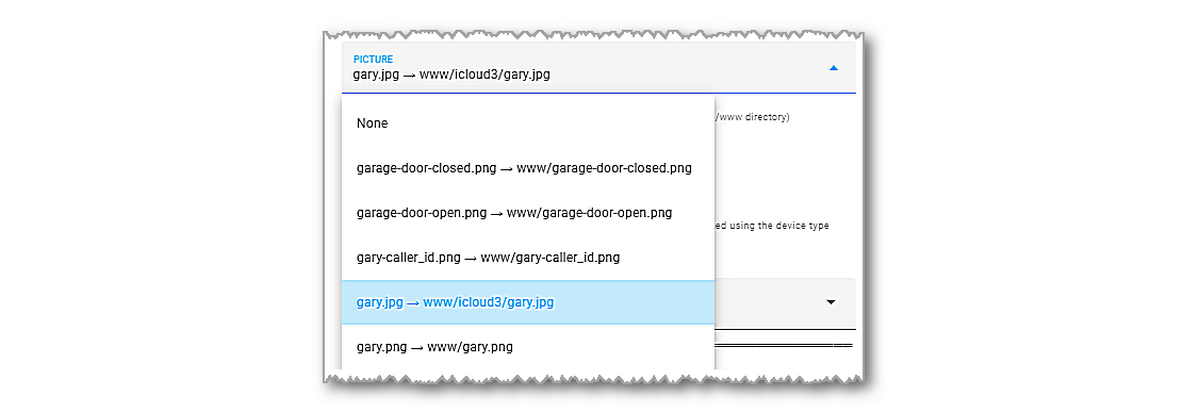 PICTURE
gary.jpg → www/icloud3/gary.jpg
/www directory)
None
garage-door-closed.png → www/garage-door-closed.png
garage-door-open.png → www/garage-door-open.png
ed using the device type
gary-caller_id.png → www/gary-caller_id.png
gary.jpg → www/icloud3/gary.jpg
gary.png → www/gary.png